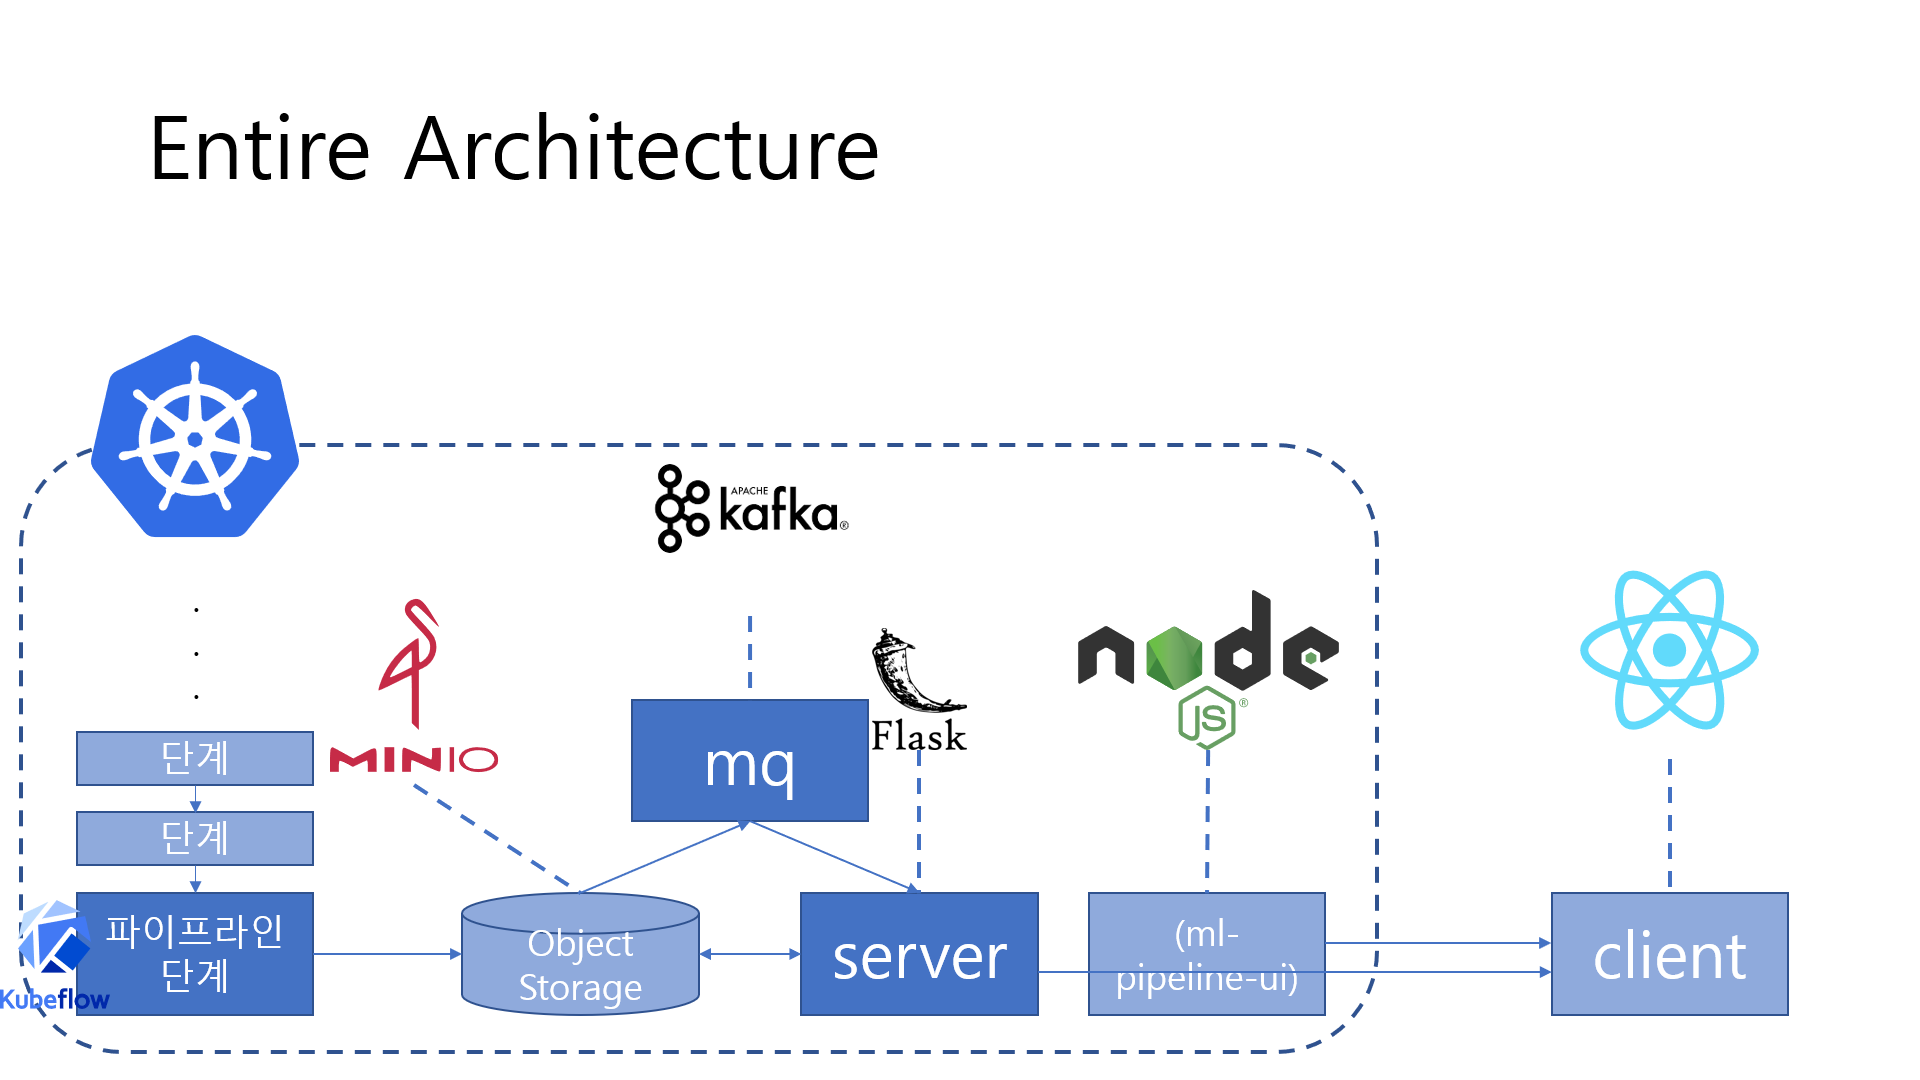 Entire Architecture
APACHE
kafka®
.
.
.
단계
단계
파이프라인
단계
Kubeflow
MINIO
mq
Flask
node
JS®
Object
Storage
server
(ml-
pipeline-ui)
client